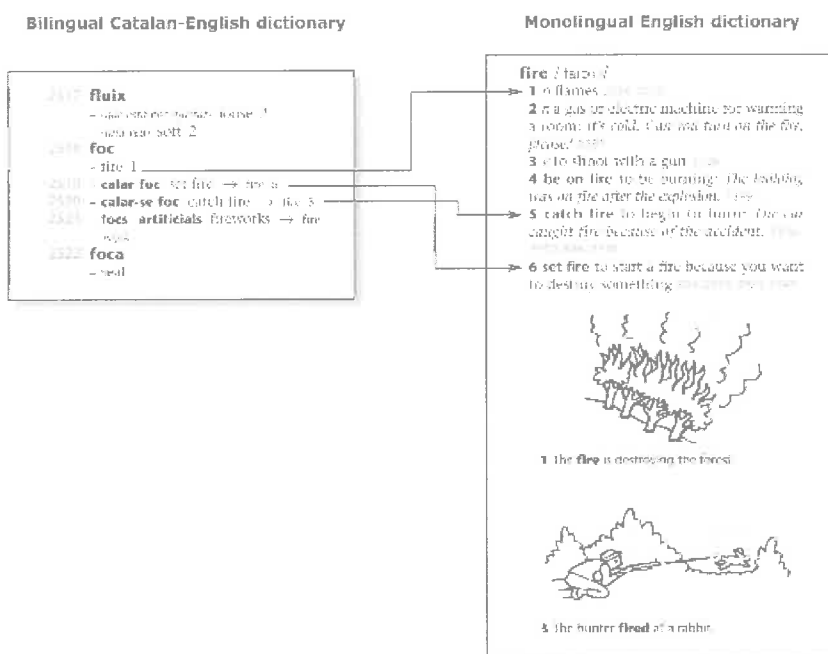 Bilingual Catalan-English dictionary
fluix
soft 2
foc
– fire 1
– calar foc set fire → fire 6
– calar-se foc catch fire → fire 5
focs artificials fireworks → fire
foca
– seal
Monolingual English dictionary
fire
1 n flames
2 n a gas or electric machine for warming
a room: It's cold. Can you turn on the fire,
please?
3 v to shoot with a gun
4 be on fire to be burning: The building
was on fire after the explosion.
5 catch fire to begin to burn: The car
caught fire because of the accident.
6 set fire to start a fire because you want
to destroy something
1 The fire is destroying the forest.
3 The hunter fired at a rabbit.